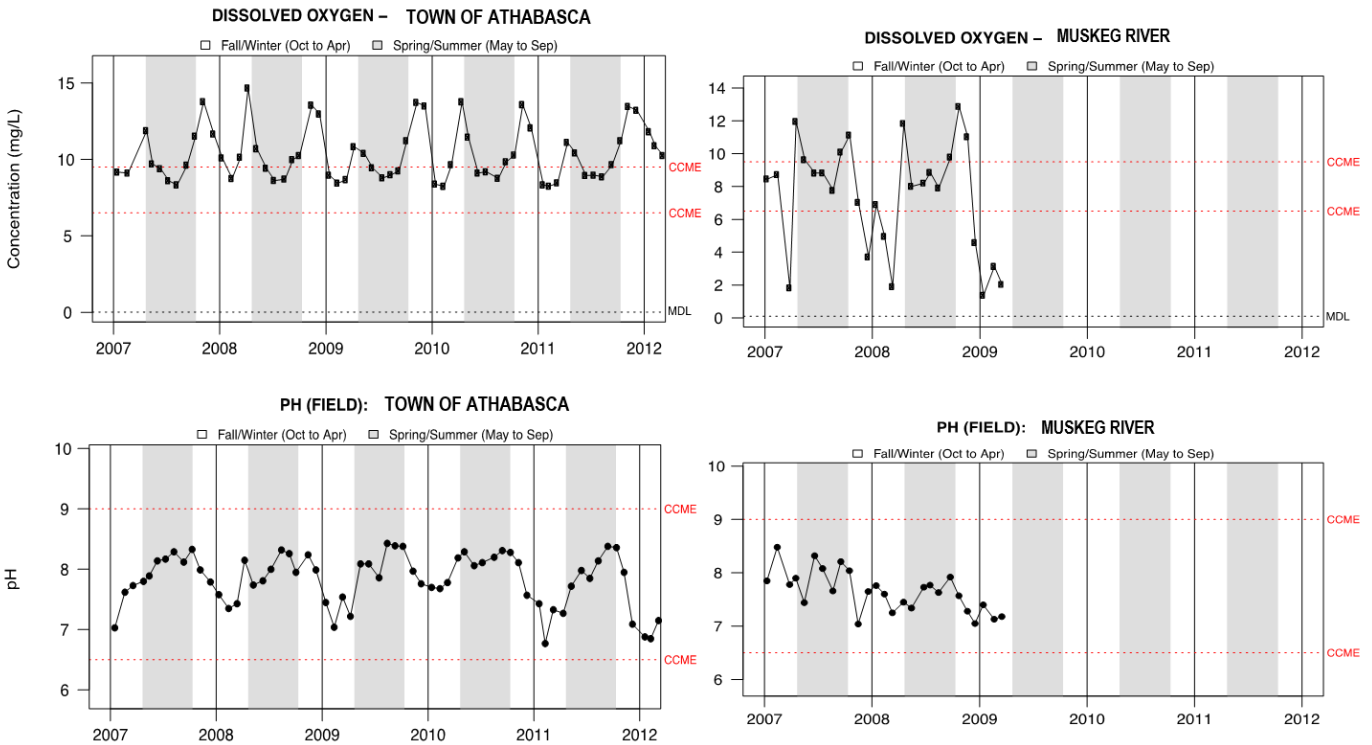 DISSOLVED OXYGEN – TOWN OF ATHABASCA
Fall/Winter (Oct to Apr) Spring/Summer (May to Sep)
Concentration (mg/L)
15
10
5
0
CCME
CCME
MDL
2007 2008 2009 2010 2011 2012
DISSOLVED OXYGEN – MUSKEG RIVER
Fall/Winter (Oct to Apr) Spring/Summer (May to Sep)
14
12
10
8
6
4
2
0
CCME
CCME
MDL
2007 2008 2009 2010 2011 2012
PH (FIELD): TOWN OF ATHABASCA
Fall/Winter (Oct to Apr) Spring/Summer (May to Sep)
pH
10
9
8
7
6
CCME
CCME
2007 2008 2009 2010 2011 2012
PH (FIELD): MUSKEG RIVER
Fall/Winter (Oct to Apr) Spring/Summer (May to Sep)
10
9
8
7
6
CCME
CCME
2007 2008 2009 2010 2011 2012